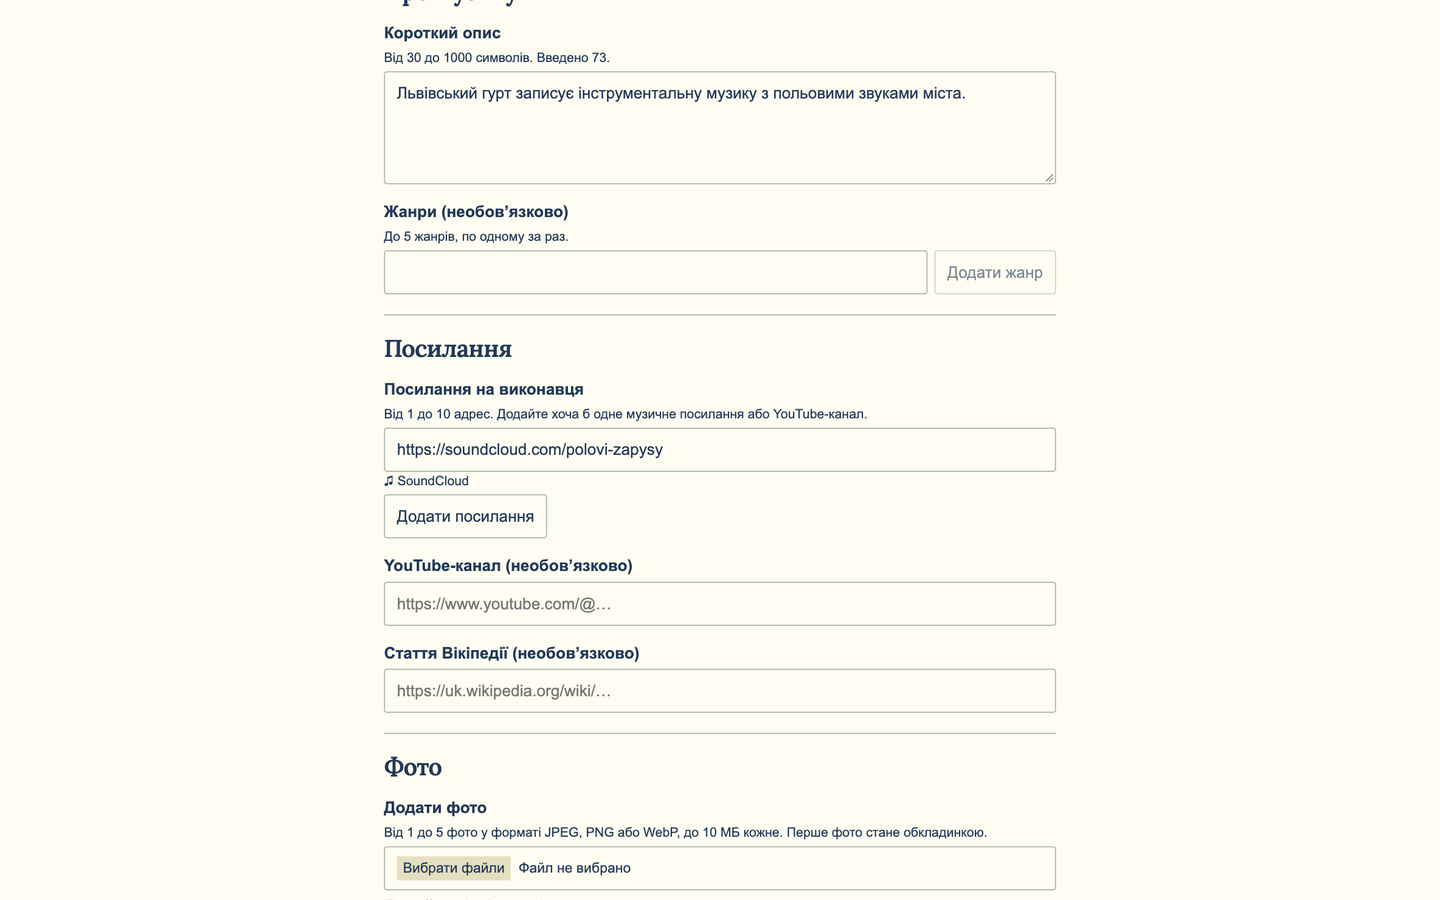 Короткий опис
Від 30 до 1000 символів. Введено 73.
Львівський гурт записує інструментальну музику з польовими звуками міста.
Жанри (необов’язково)
До 5 жанрів, по одному за раз.
Додати жанр
Посилання
Посилання на виконавця
Від 1 до 10 адрес. Додайте хоча б одне музичне посилання або YouTube-канал.
https://soundcloud.com/polovi-zapysy
♫ SoundCloud
Додати посилання
YouTube-канал (необов’язково)
https://www.youtube.com/@…
Стаття Вікіпедії (необов’язково)
https://uk.wikipedia.org/wiki/…
Фото
Додати фото
Від 1 до 5 фото у форматі JPEG, PNG або WebP, до 10 МБ кожне. Перше фото стане обкладинкою.
Вибрати файли Файл не вибрано